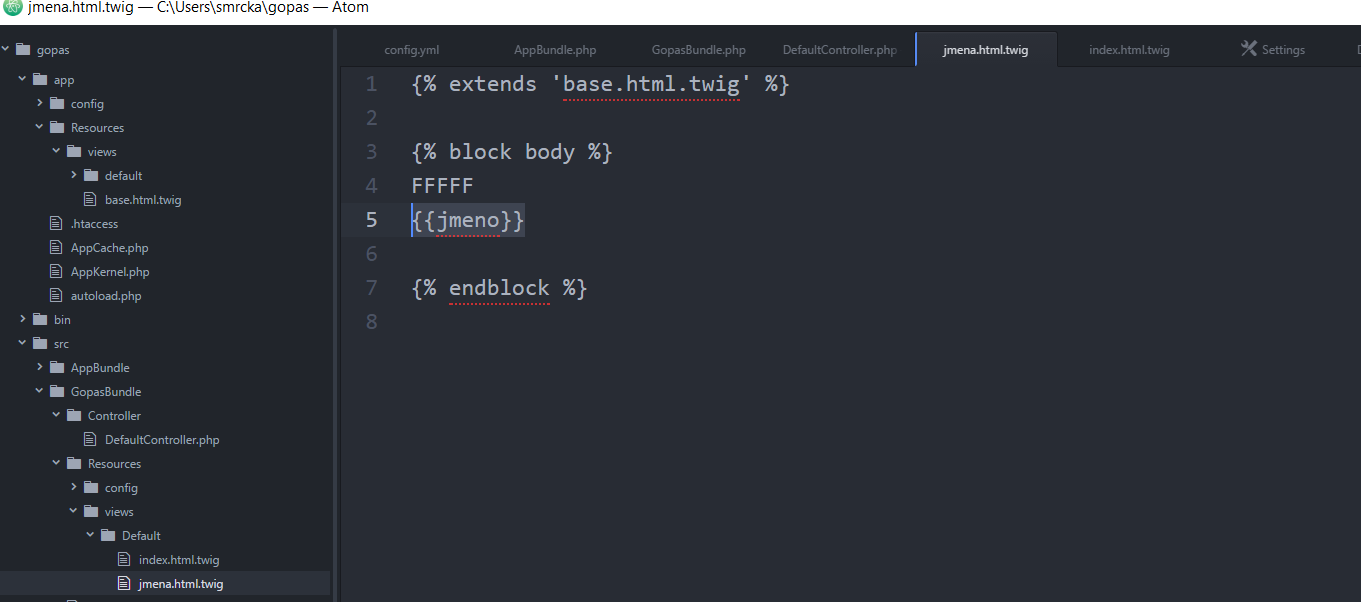 jmena.html.twig — C:\Users\smrcka\gopas — Atom
gopas
app
config
Resources
views
default
base.html.twig
.htaccess
AppCache.php
AppKernel.php
autoload.php
bin
src
AppBundle
GopasBundle
Controller
DefaultController.php
Resources
config
views
Default
index.html.twig
jmena.html.twig
config.yml AppBundle.php GopasBundle.php DefaultController.php jmena.html.twig index.html.twig Settings
1 {% extends 'base.html.twig' %}
2
3 {% block body %}
4 FFFFF
5 {{jmeno}}
6
7 {% endblock %}
8